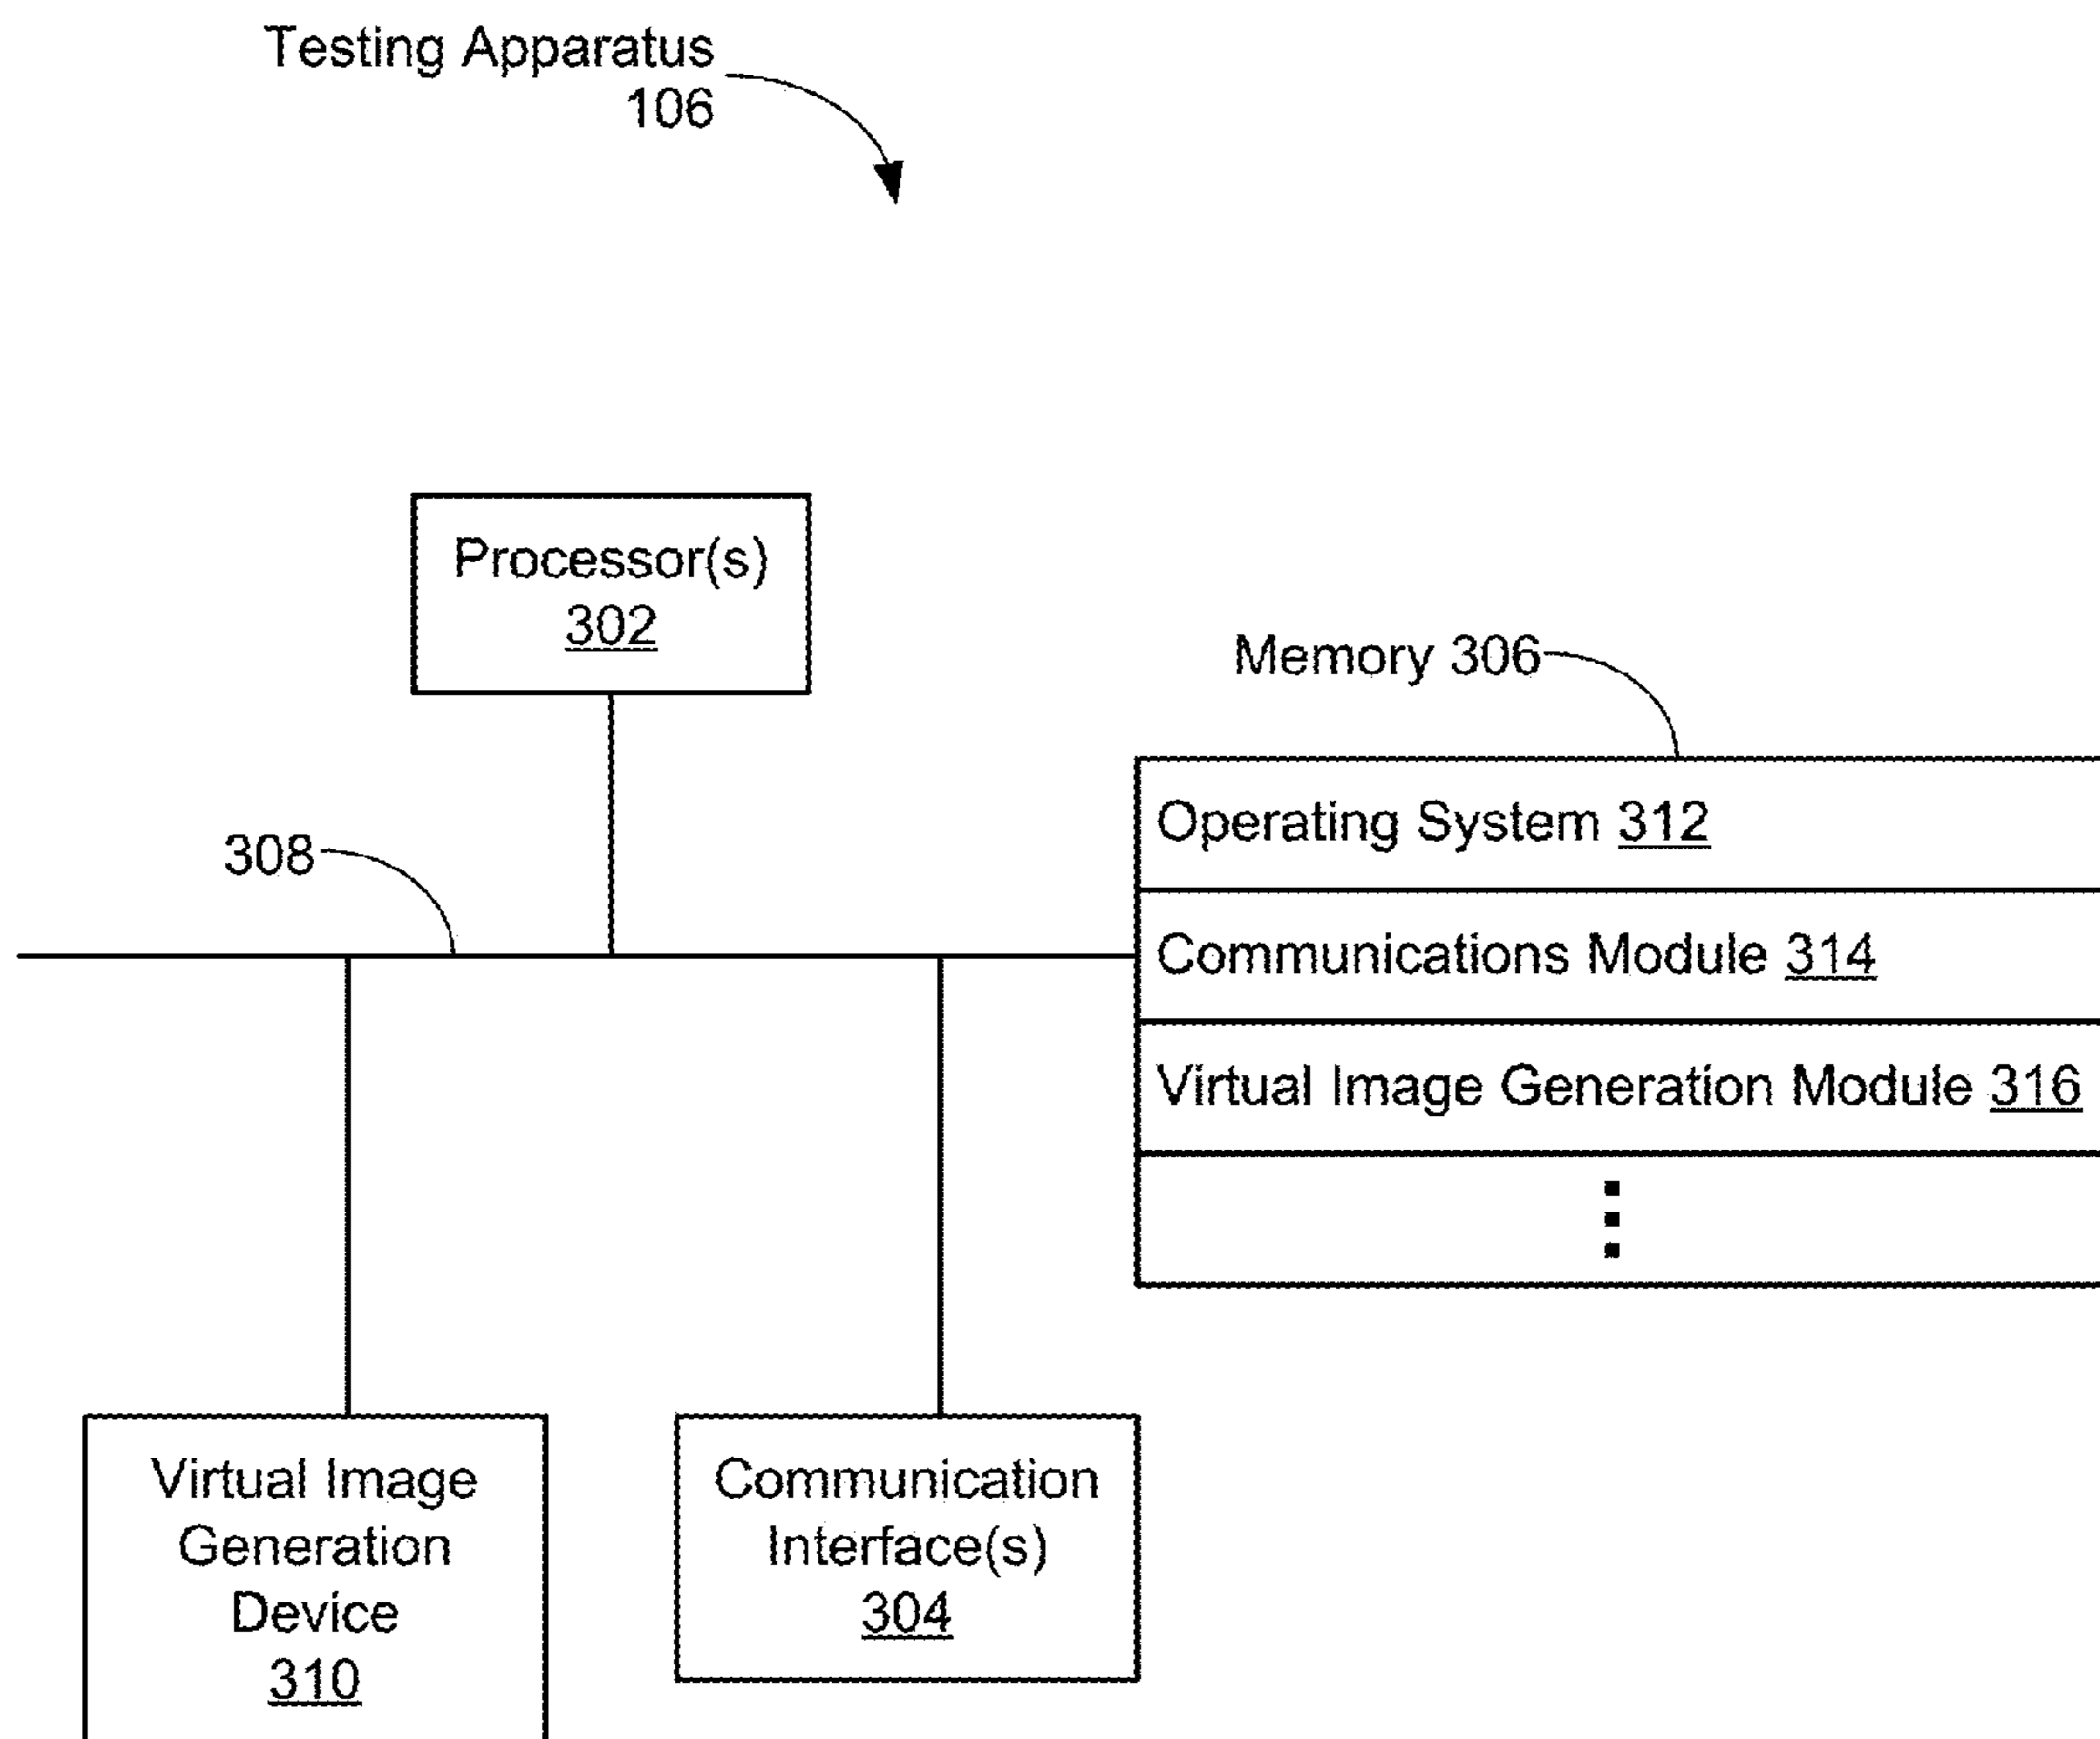 Testing Apparatus
106
Processor(s)
302
Memory 306
Operating System 312
308
Communications Module 314
Virtual Image Generation Module 316
Virtual Image
Generation
Device
310
Communication
Interface(s)
304